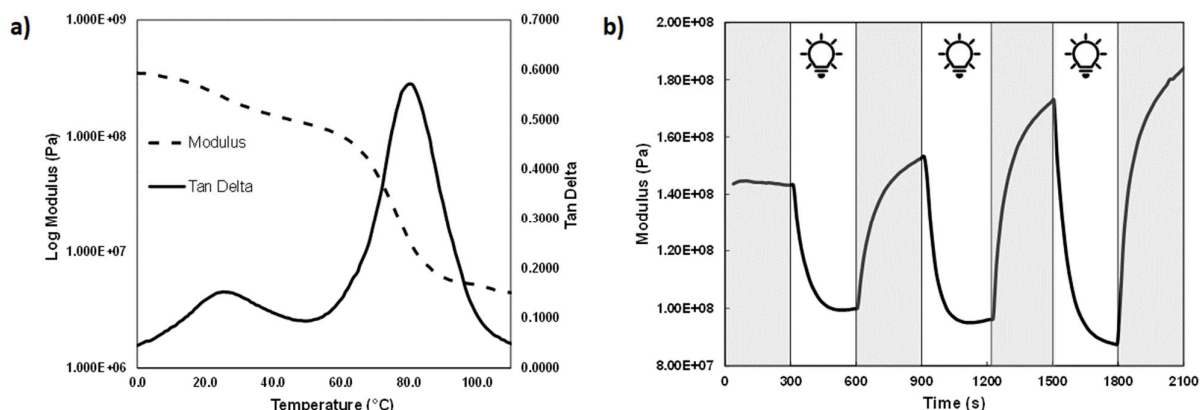 a)
1.000E+09
1.000E+08
1.000E+07
1.000E+06
Log Modulus (Pa)
Modulus
Tan Delta
0.7000
0.6000
0.5000
0.4000
0.3000
0.2000
0.1000
0.0000
Tan Delta
0.0 20.0 40.0 60.0 80.0 100.0
Temperature (°C)
b)
2.00E+08
1.80E+08
1.60E+08
1.40E+08
1.20E+08
1.00E+08
8.00E+07
Modulus (Pa)
0 300 600 900 1200 1500 1800 2100
Time (s)